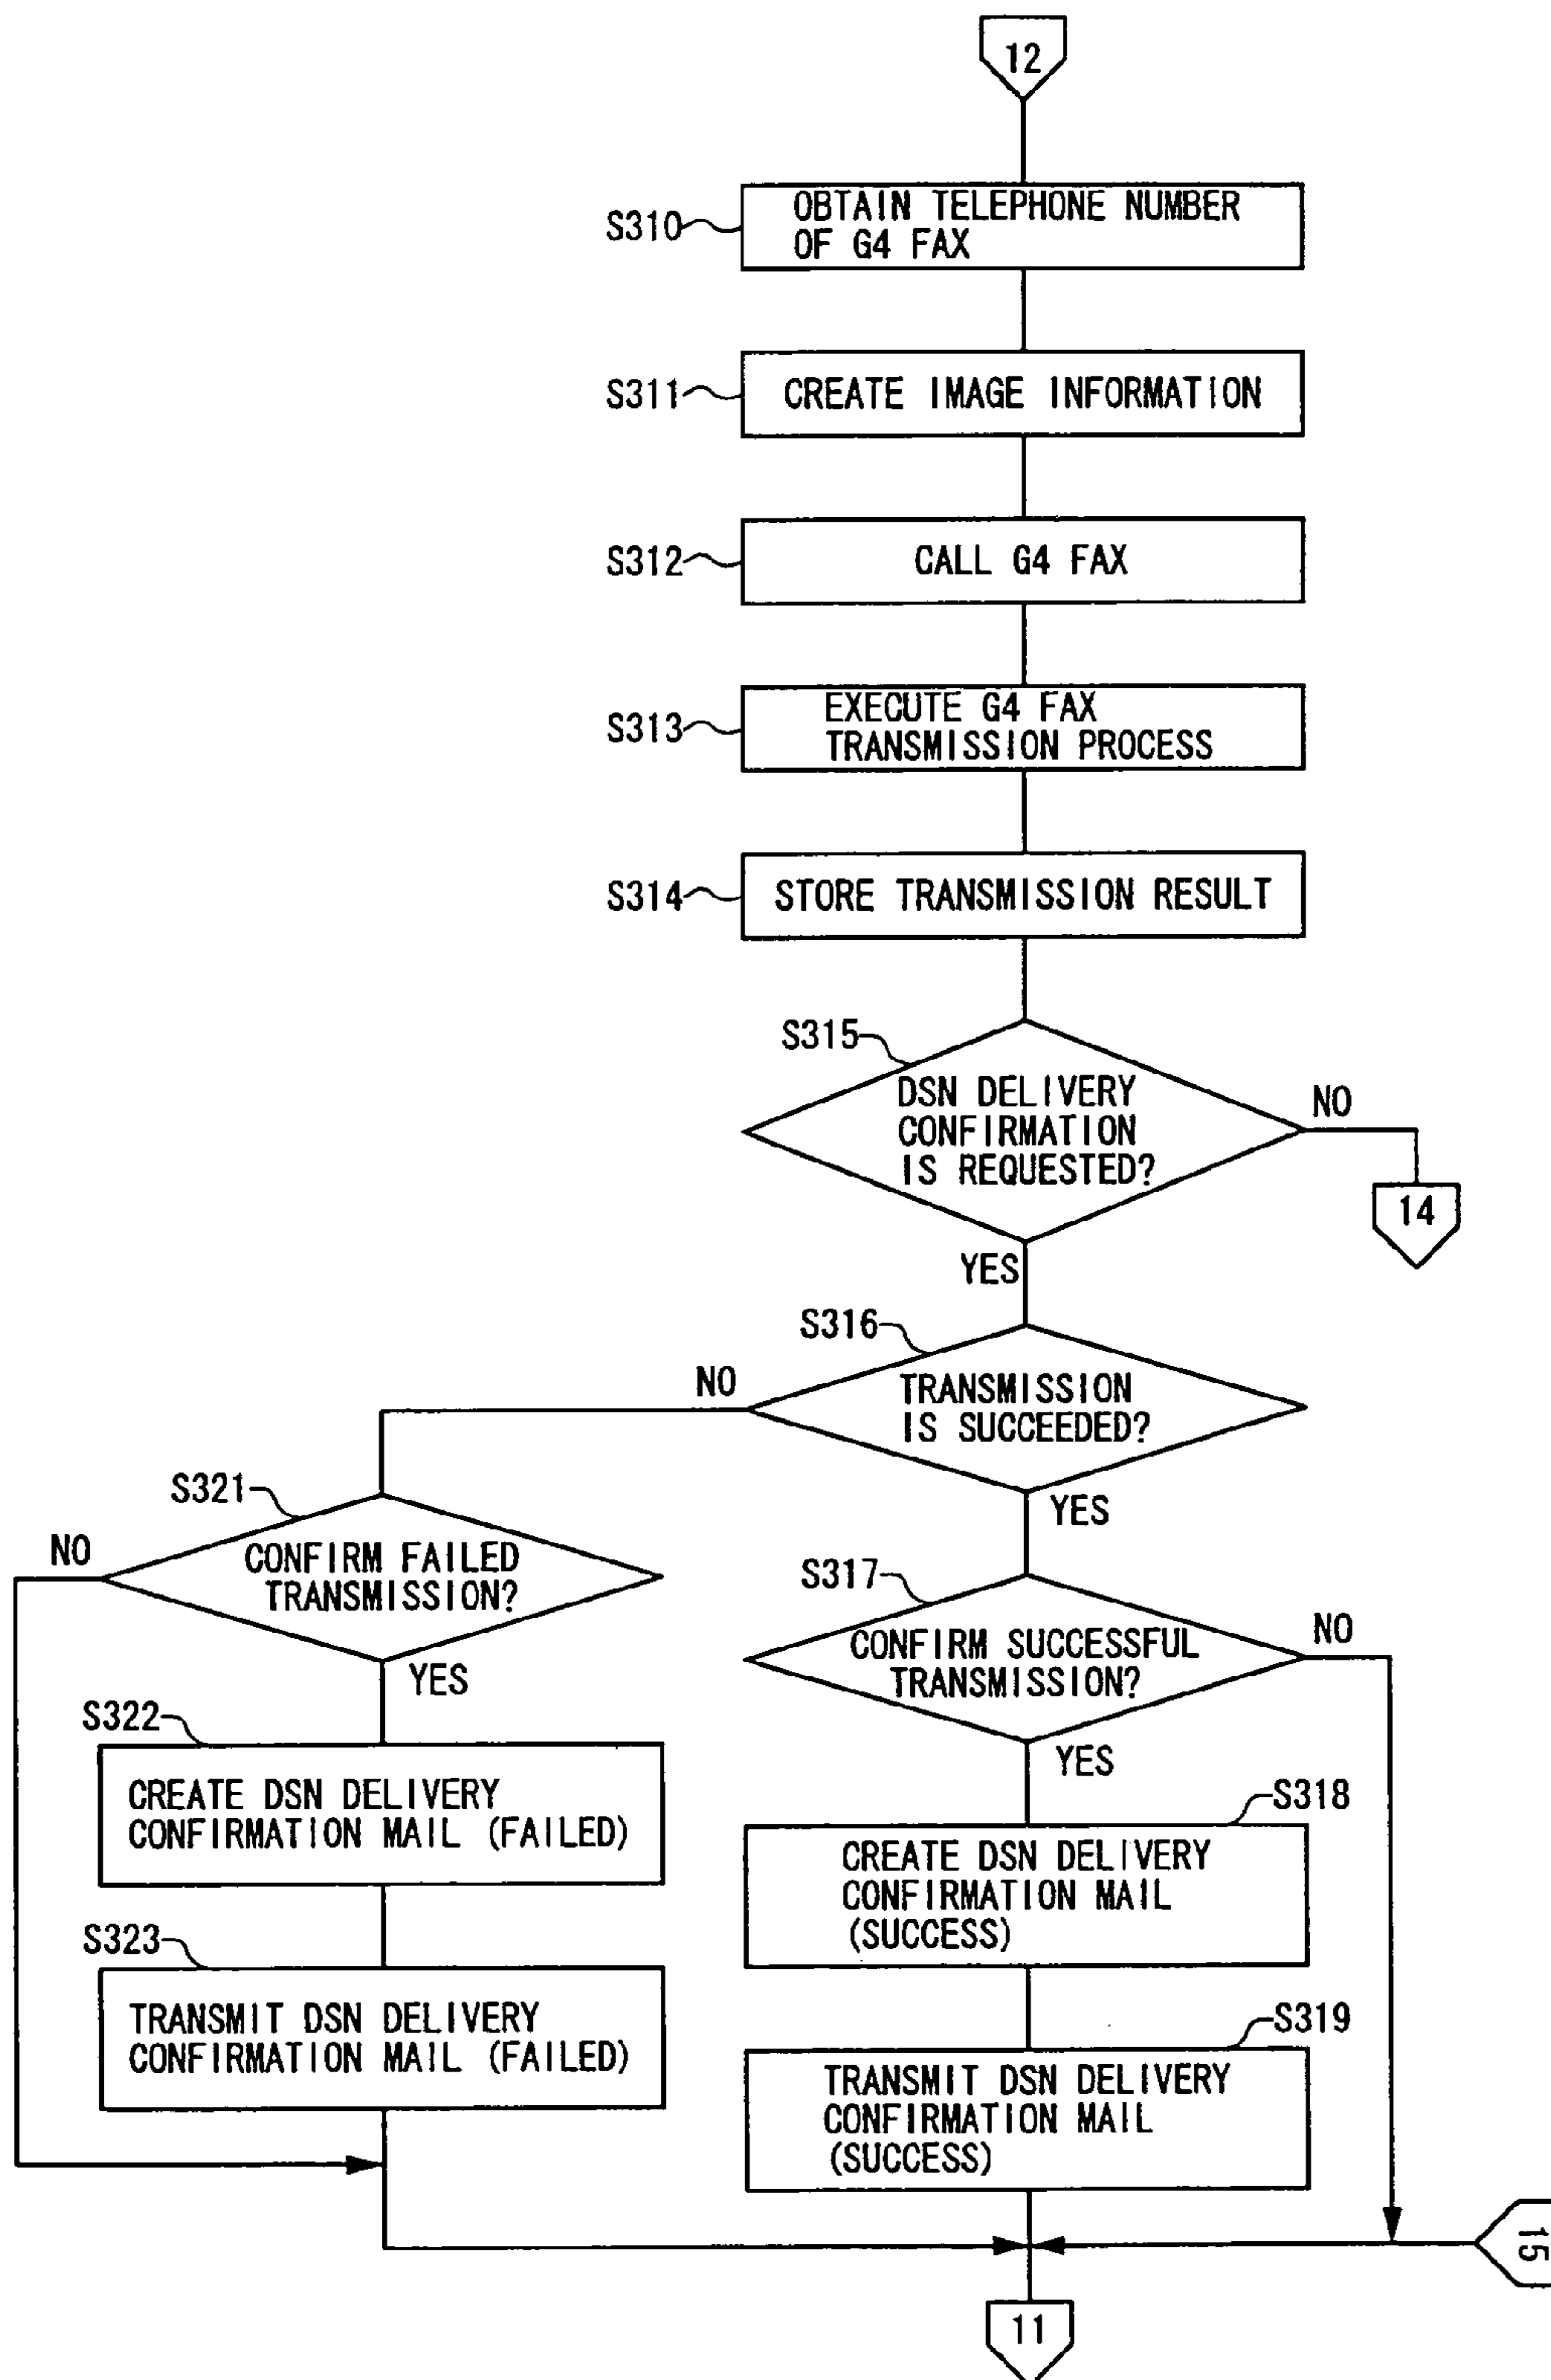 12
S310
OBTAIN TELEPHONE NUMBER
OF G4 FAX
S311
CREATE IMAGE INFORMATION
S312
CALL G4 FAX
S313
EXECUTE G4 FAX
TRANSMISSION PROCESS
S314
STORE TRANSMISSION RESULT
S315
DSN DELIVERY
CONFIRMATION
IS REQUESTED?
NO
14
YES
S316
TRANSMISSION
IS SUCCEEDED?
NO
YES
S321
CONFIRM FAILED
TRANSMISSION?
NO
YES
S317
CONFIRM SUCCESSFUL
TRANSMISSION?
NO
YES
S322
CREATE DSN DELIVERY
CONFIRMATION MAIL (FAILED)
S318
CREATE DSN DELIVERY
CONFIRMATION MAIL
(SUCCESS)
S323
TRANSMIT DSN DELIVERY
CONFIRMATION MAIL (FAILED)
S319
TRANSMIT DSN DELIVERY
CONFIRMATION MAIL
(SUCCESS)
15
11